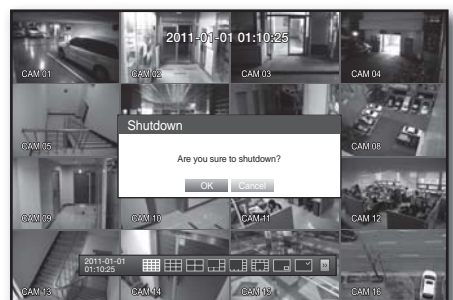 2011-01-01 01:10:25
CAM 01
CAM 02
CAM 03
CAM 04
Shutdown
CAM 05
CAM 08
Are you sure to shutdown?
OK
Cancel
CAM 09
CAM 10
CAM 11
CAM 12
2011-01-01
01:10:25
CAM 13
CAM 14
CAM 15
CAM 16